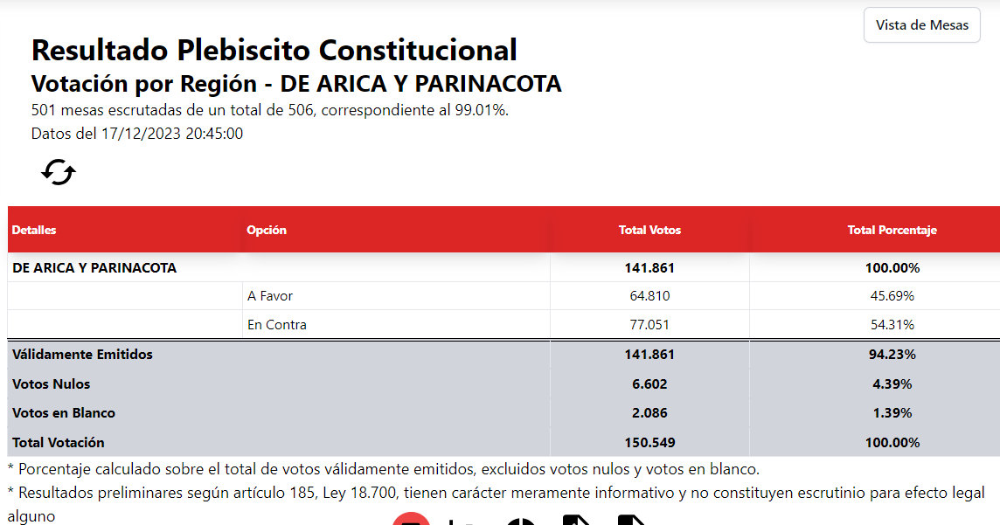 Vista de Mesas
Resultado Plebiscito Constitucional
Votación por Región - DE ARICA Y PARINACOTA
501 mesas escrutadas de un total de 506, correspondiente al 99.01%.
Datos del 17/12/2023 20:45:00
Detalles Opción Total Votos Total Porcentaje
DE ARICA Y PARINACOTA 141.861 100.00%
A Favor 64.810 45.69%
En Contra 77.051 54.31%
Válidamente Emitidos 141.861 94.23%
Votos Nulos 6.602 4.39%
Votos en Blanco 2.086 1.39%
Total Votación 150.549 100.00%
* Porcentaje calculado sobre el total de votos válidamente emitidos, excluidos votos nulos y votos en blanco.
* Resultados preliminares según artículo 185, Ley 18.700, tienen carácter meramente informativo y no constituyen escrutinio para efecto legal
alguno